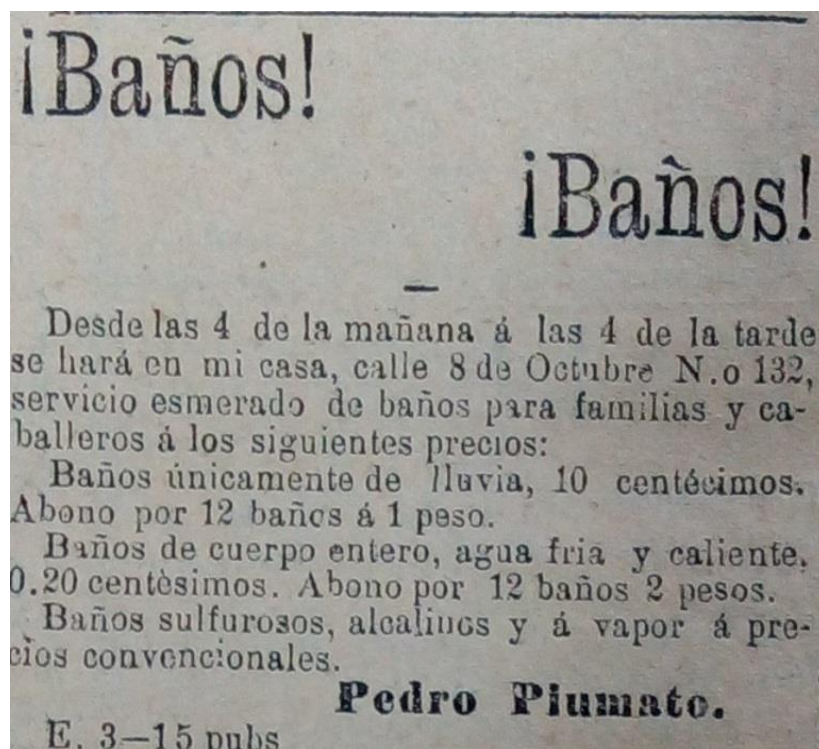 ¡Baños!
¡Baños!
Desde las 4 de la mañana á las 4 de la tarde
se hará en mi casa, calle 8 de Octubre N.o 132,
servicio esmerado de baños para familias y ca-
balleros á los siguientes precios:
Baños únicamente de lluvia, 10 centécimos.
Abono por 12 baños á 1 peso.
Baños de cuerpo entero, agua fria y caliente,
0.20 centèsimos. Abono por 12 baños 2 pesos.
Baños sulfurosos, alcalinos y á vapor á pre-
cios convencionales.
Pedro Piumato.
E. 3—15 pubs